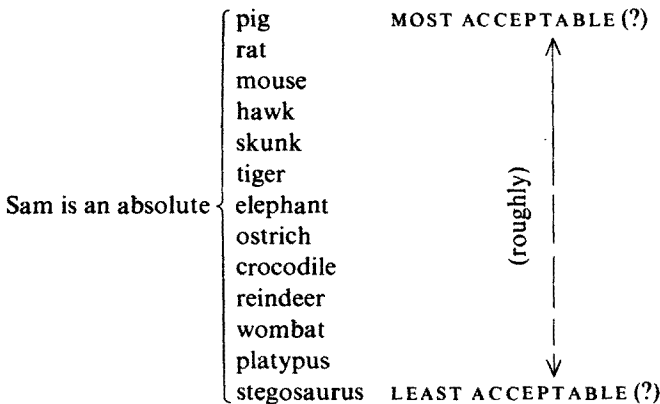 pig MOST ACCEPTABLE (?)
rat
mouse
hawk
skunk
tiger
Sam is an absolute elephant
ostrich
crocodile
reindeer
wombat
platypus
stegosaurus LEAST ACCEPTABLE (?)
(roughly)